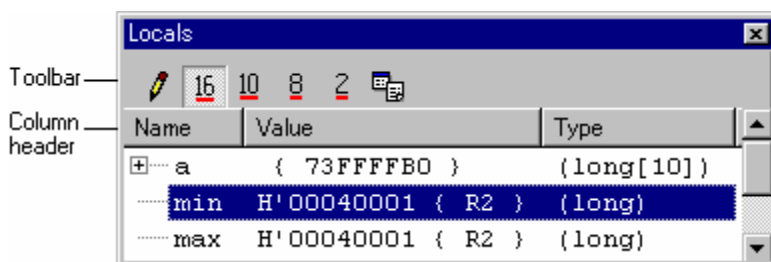 Locals
Toolbar
16 10 8 2
Column
header
Name Value Type
a { 73FFFFB0 } (long[10])
min H'00040001 { R2 } (long)
max H'00040001 { R2 } (long)